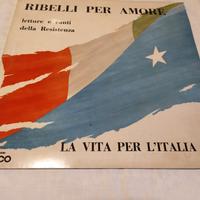 RIBELLI PER AMORE
letture e canti
della Resistenza
LA VITA PER L'ITALIA